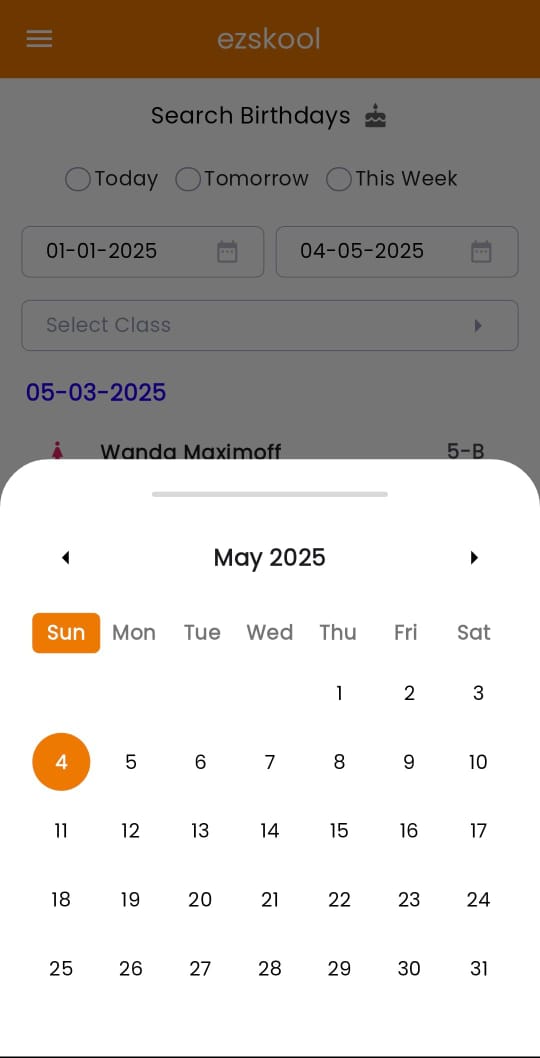 ezskool
Search Birthdays
Today Tomorrow This Week
01-01-2025 04-05-2025
Select Class
05-03-2025
Wanda Maximoff 5-B
May 2025
Sun Mon Tue Wed Thu Fri Sat
1 2 3
4 5 6 7 8 9 10
11 12 13 14 15 16 17
18 19 20 21 22 23 24
25 26 27 28 29 30 31